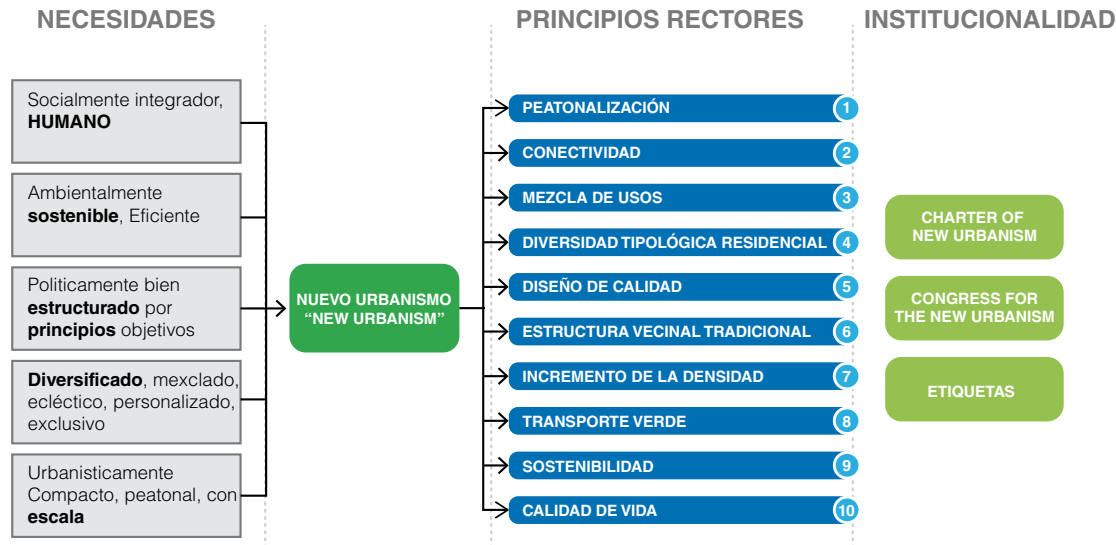 NECESIDADES
PRINCIPIOS RECTORES
INSTITUCIONALIDAD
Socialmente integrador,
HUMANO
Ambientalmente
sostenible, Eficiente
Politicamente bien
estructurado por
principios objetivos
Diversificado, mexclado,
ecléctico, personalizado,
exclusivo
Urbanisticamente
Compacto, peatonal, con
escala
NUEVO URBANISMO
“NEW URBANISM”
PEATONALIZACIÓN 1
CONECTIVIDAD 2
MEZCLA DE USOS 3
DIVERSIDAD TIPOLÓGICA RESIDENCIAL 4
DISEÑO DE CALIDAD 5
ESTRUCTURA VECINAL TRADICIONAL 6
INCREMENTO DE LA DENSIDAD 7
TRANSPORTE VERDE 8
SOSTENIBILIDAD 9
CALIDAD DE VIDA 10
CHARTER OF
NEW URBANISM
CONGRESS FOR
THE NEW URBANISM
ETIQUETAS